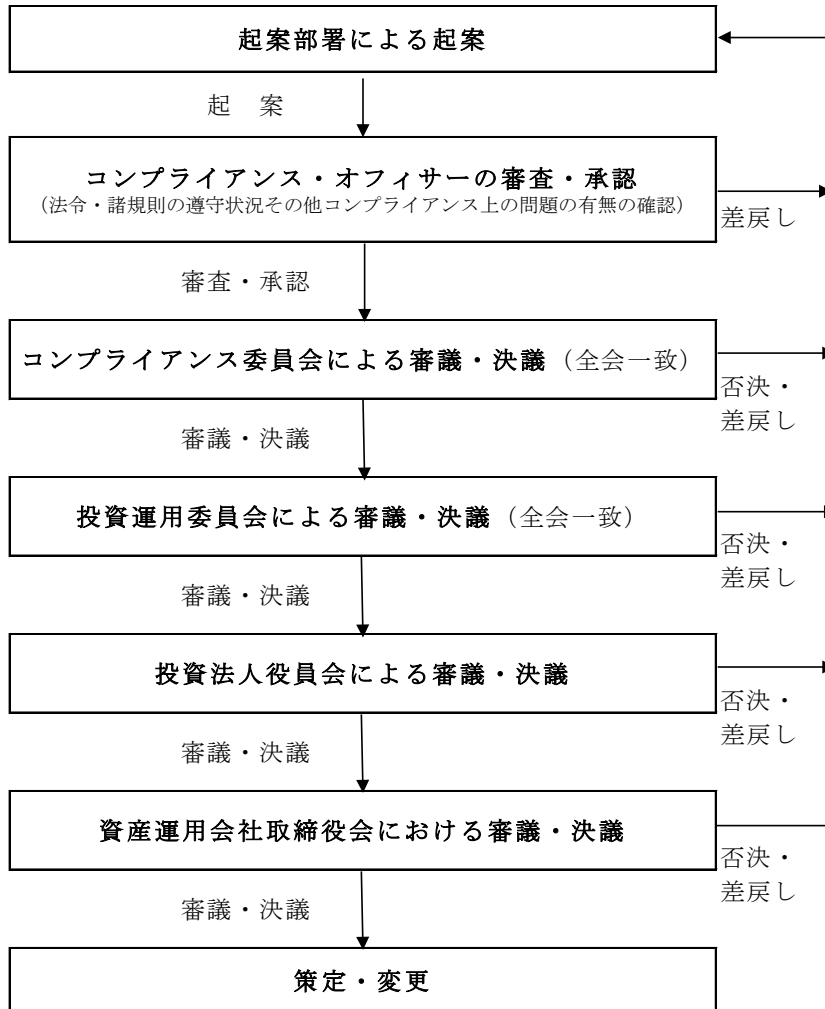 起案部署による起案
起　案
コンプライアンス・オフィサーの審査・承認
（法令・諸規則の遵守状況その他コンプライアンス上の問題の有無の確認）
差戻し
審査・承認
コンプライアンス委員会による審議・決議（全会一致）
否決・
差戻し
審議・決議
投資運用委員会による審議・決議（全会一致）
否決・
差戻し
審議・決議
投資法人役員会による審議・決議
否決・
差戻し
審議・決議
資産運用会社取締役会における審議・決議
否決・
差戻し
審議・決議
策定・変更